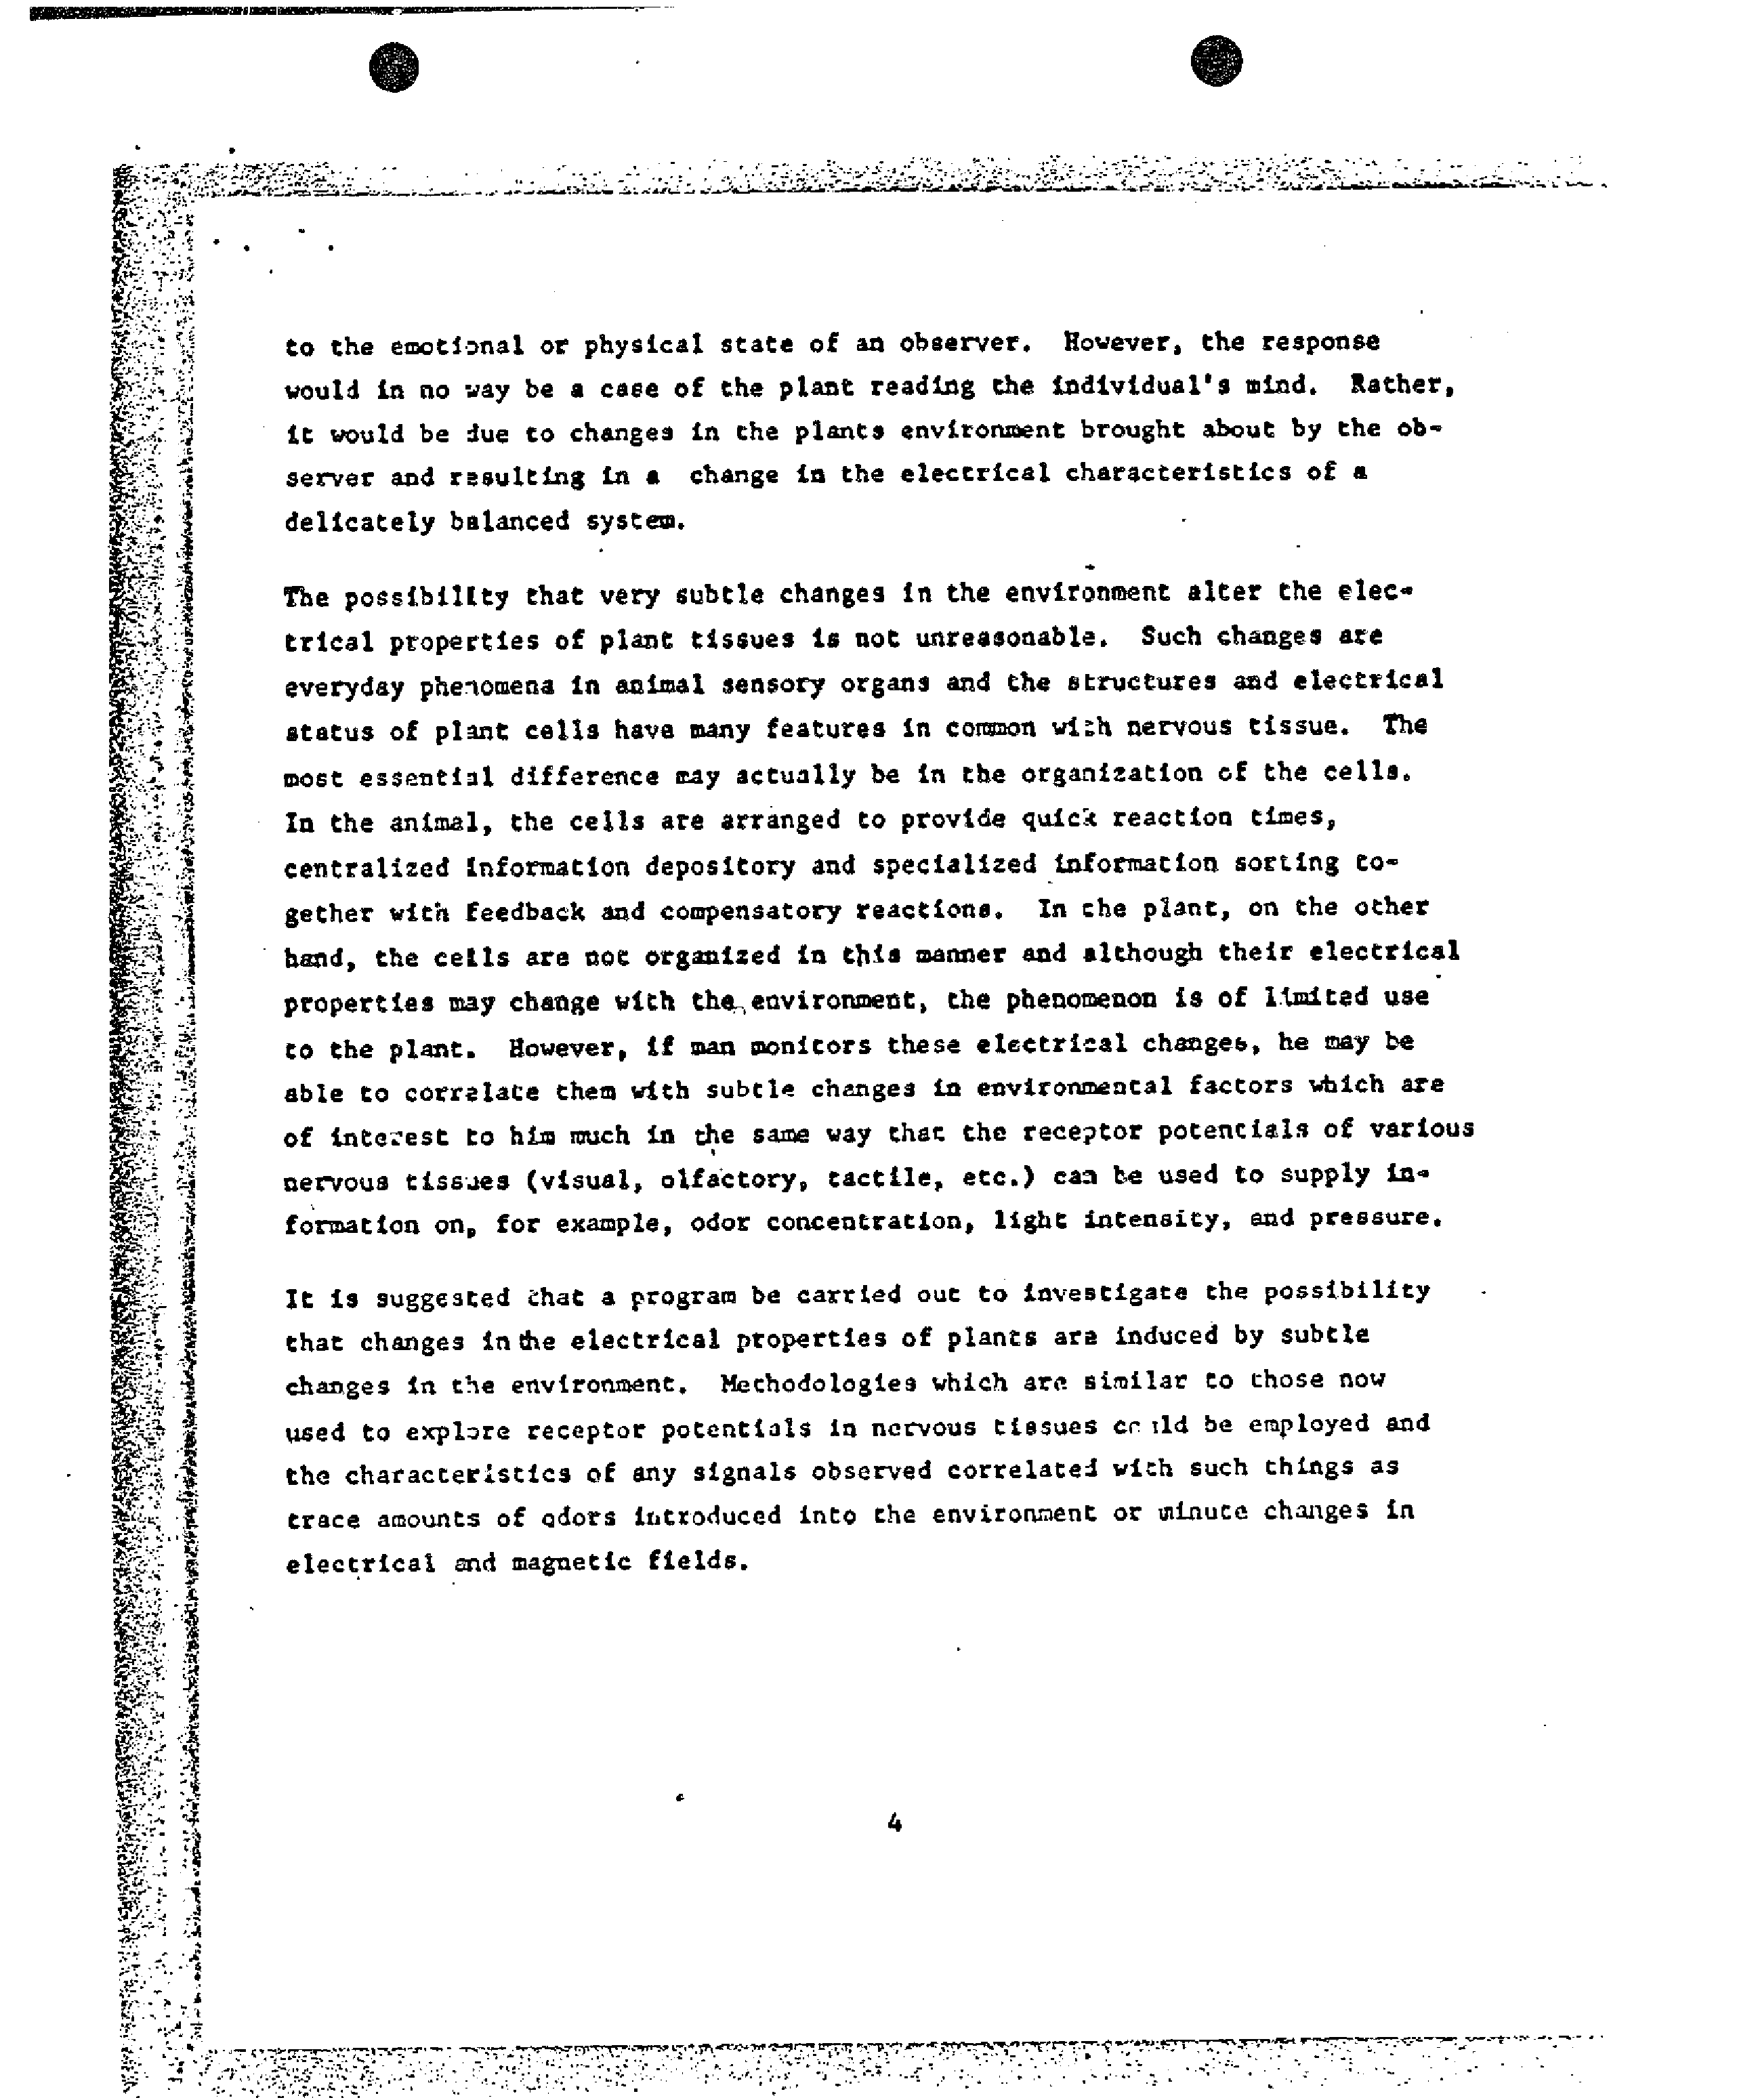 to the emotional or physical state of an observer. However, the response
would in no way be a case of the plant reading the individual's mind. Rather,
it would be due to changes in the plants environment brought about by the ob-
server and resulting in a change in the electrical characteristics of a
delicately balanced system.
The possibility that very subtle changes in the environment alter the elec-
trical properties of plant tissues is not unreasonable. Such changes are
everyday phenomena in animal sensory organs and the structures and electrical
status of plant cells have many features in common with nervous tissue. The
most essential difference may actually be in the organization of the cells.
In the animal, the cells are arranged to provide quick reaction times,
centralized information depository and specialized information sorting to-
gether with feedback and compensatory reactions. In the plant, on the other
hand, the cells are not organized in this manner and although their electrical
properties may change with the environment, the phenomenon is of limited use
to the plant. However, if man monitors these electrical changes, he may be
able to correlate them with subtle changes in environmental factors which are
of interest to him much in the same way that the receptor potentials of various
nervous tissues (visual, olfactory, tactile, etc.) can be used to supply in-
formation on, for example, odor concentration, light intensity, and pressure.
It is suggested that a program be carried out to investigate the possibility
that changes in the electrical properties of plants are induced by subtle
changes in the environment. Methodologies which are similar to those now
used to explore receptor potentials in nervous tissues could be employed and
the characteristics of any signals observed correlated with such things as
trace amounts of odors introduced into the environment or minute changes in
electrical and magnetic fields.
4